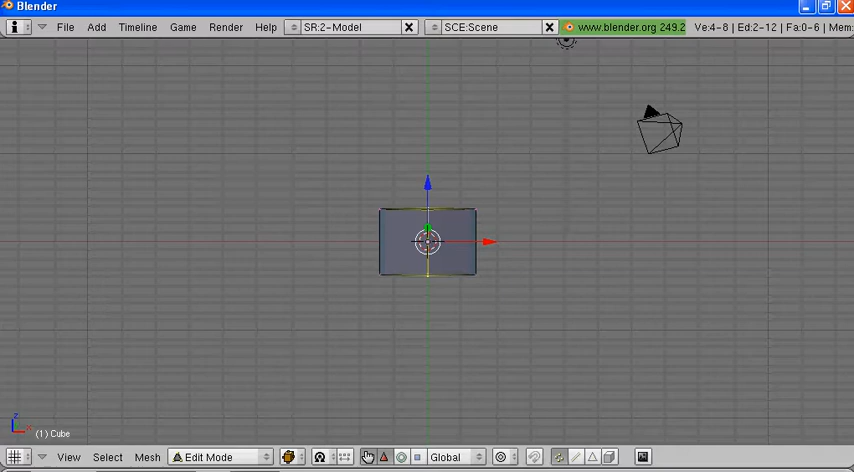 Blender
File Add Timeline Game Render Help SR:2-Model SCE:Scene www.blender.org 249.2 Ve:4-8 | Ed:2-12 | Fa:0-6 | Mem:
z
x
(1) Cube
View Select Mesh Edit Mode Global